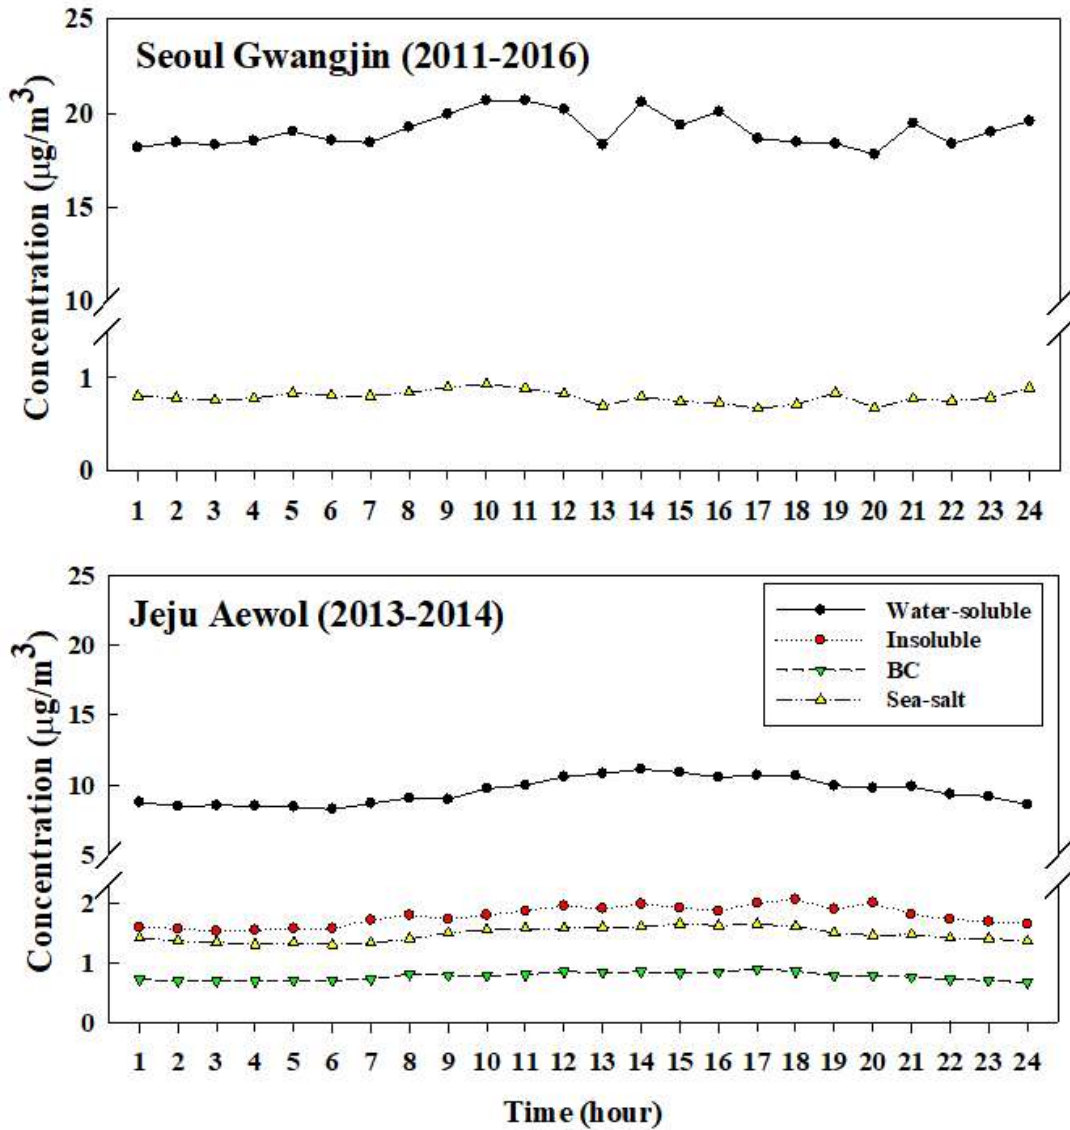 25
Seoul Gwangjin (2011-2016)
20
15
10
1
0
Concentration (μg/m³)
1 2 3 4 5 6 7 8 9 10 11 12 13 14 15 16 17 18 19 20 21 22 23 24
25
Jeju Aewol (2013-2014)
Water-soluble
Insoluble
BC
Sea-salt
20
15
10
5
2
1
0
Concentration (μg/m³)
1 2 3 4 5 6 7 8 9 10 11 12 13 14 15 16 17 18 19 20 21 22 23 24
Time (hour)